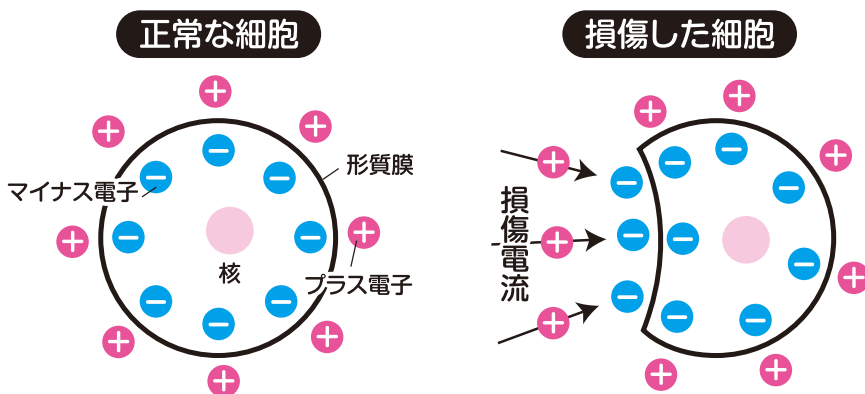 正常な細胞
マイナス電子
形質膜
核
プラス電子
損傷した細胞
損傷電流